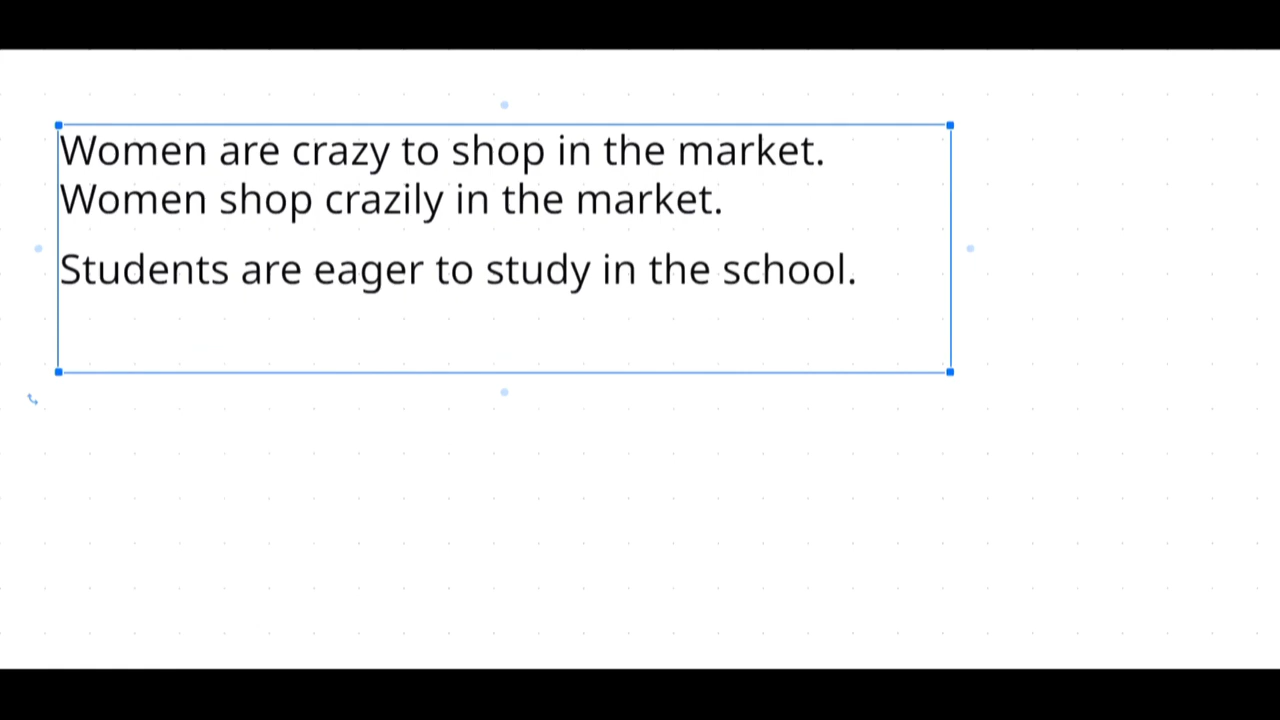 Women are crazy to shop in the market.
Women shop crazily in the market.
Students are eager to study in the school.